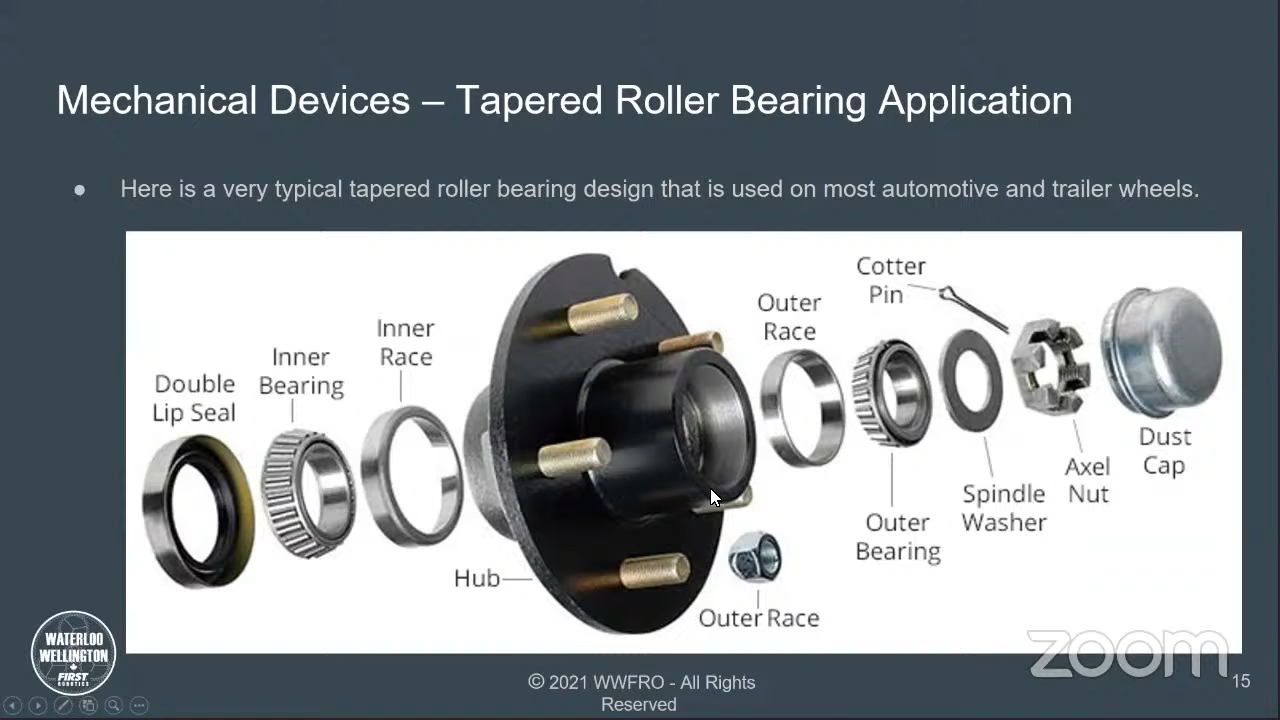 Mechanical Devices – Tapered Roller Bearing Application
● Here is a very typical tapered roller bearing design that is used on most automotive and trailer wheels.
Double
Lip Seal
Inner
Bearing
Inner
Race
Hub
Outer
Race
Cotter
Pin
Outer Race
Outer
Bearing
Spindle
Washer
Axel
Nut
Dust
Cap
WATERLOO
WELLINGTON
FIRST
ROBOTICS
© 2021 WWFRO - All Rights
Reserved
zoom
15